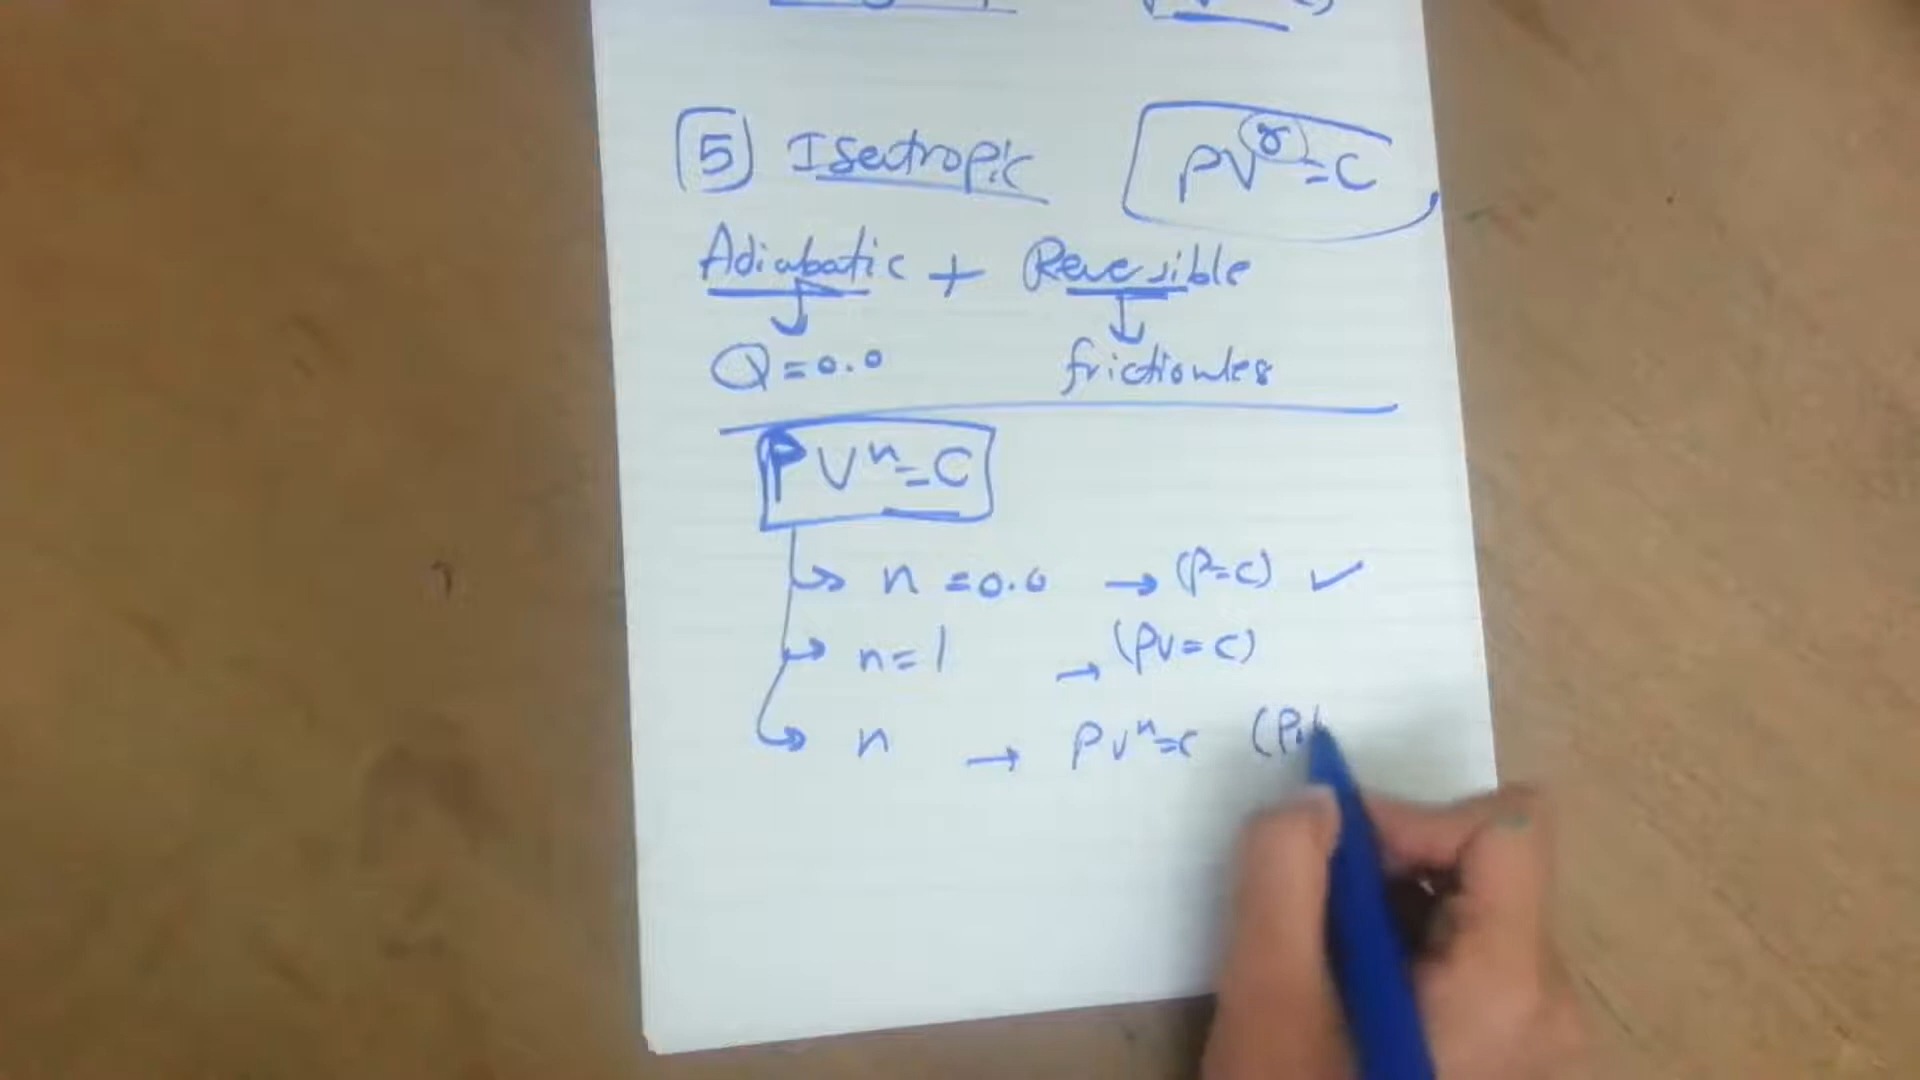 5 Isentropic PV^γ=C
Adiabatic + Reversible
↓ ↓
Q=0.0 frictionles
PV^n=C
↳ n=0.0 → (P=C) ✓
→ n=1 → (PV=C)
↳ n → PV^n=C (P